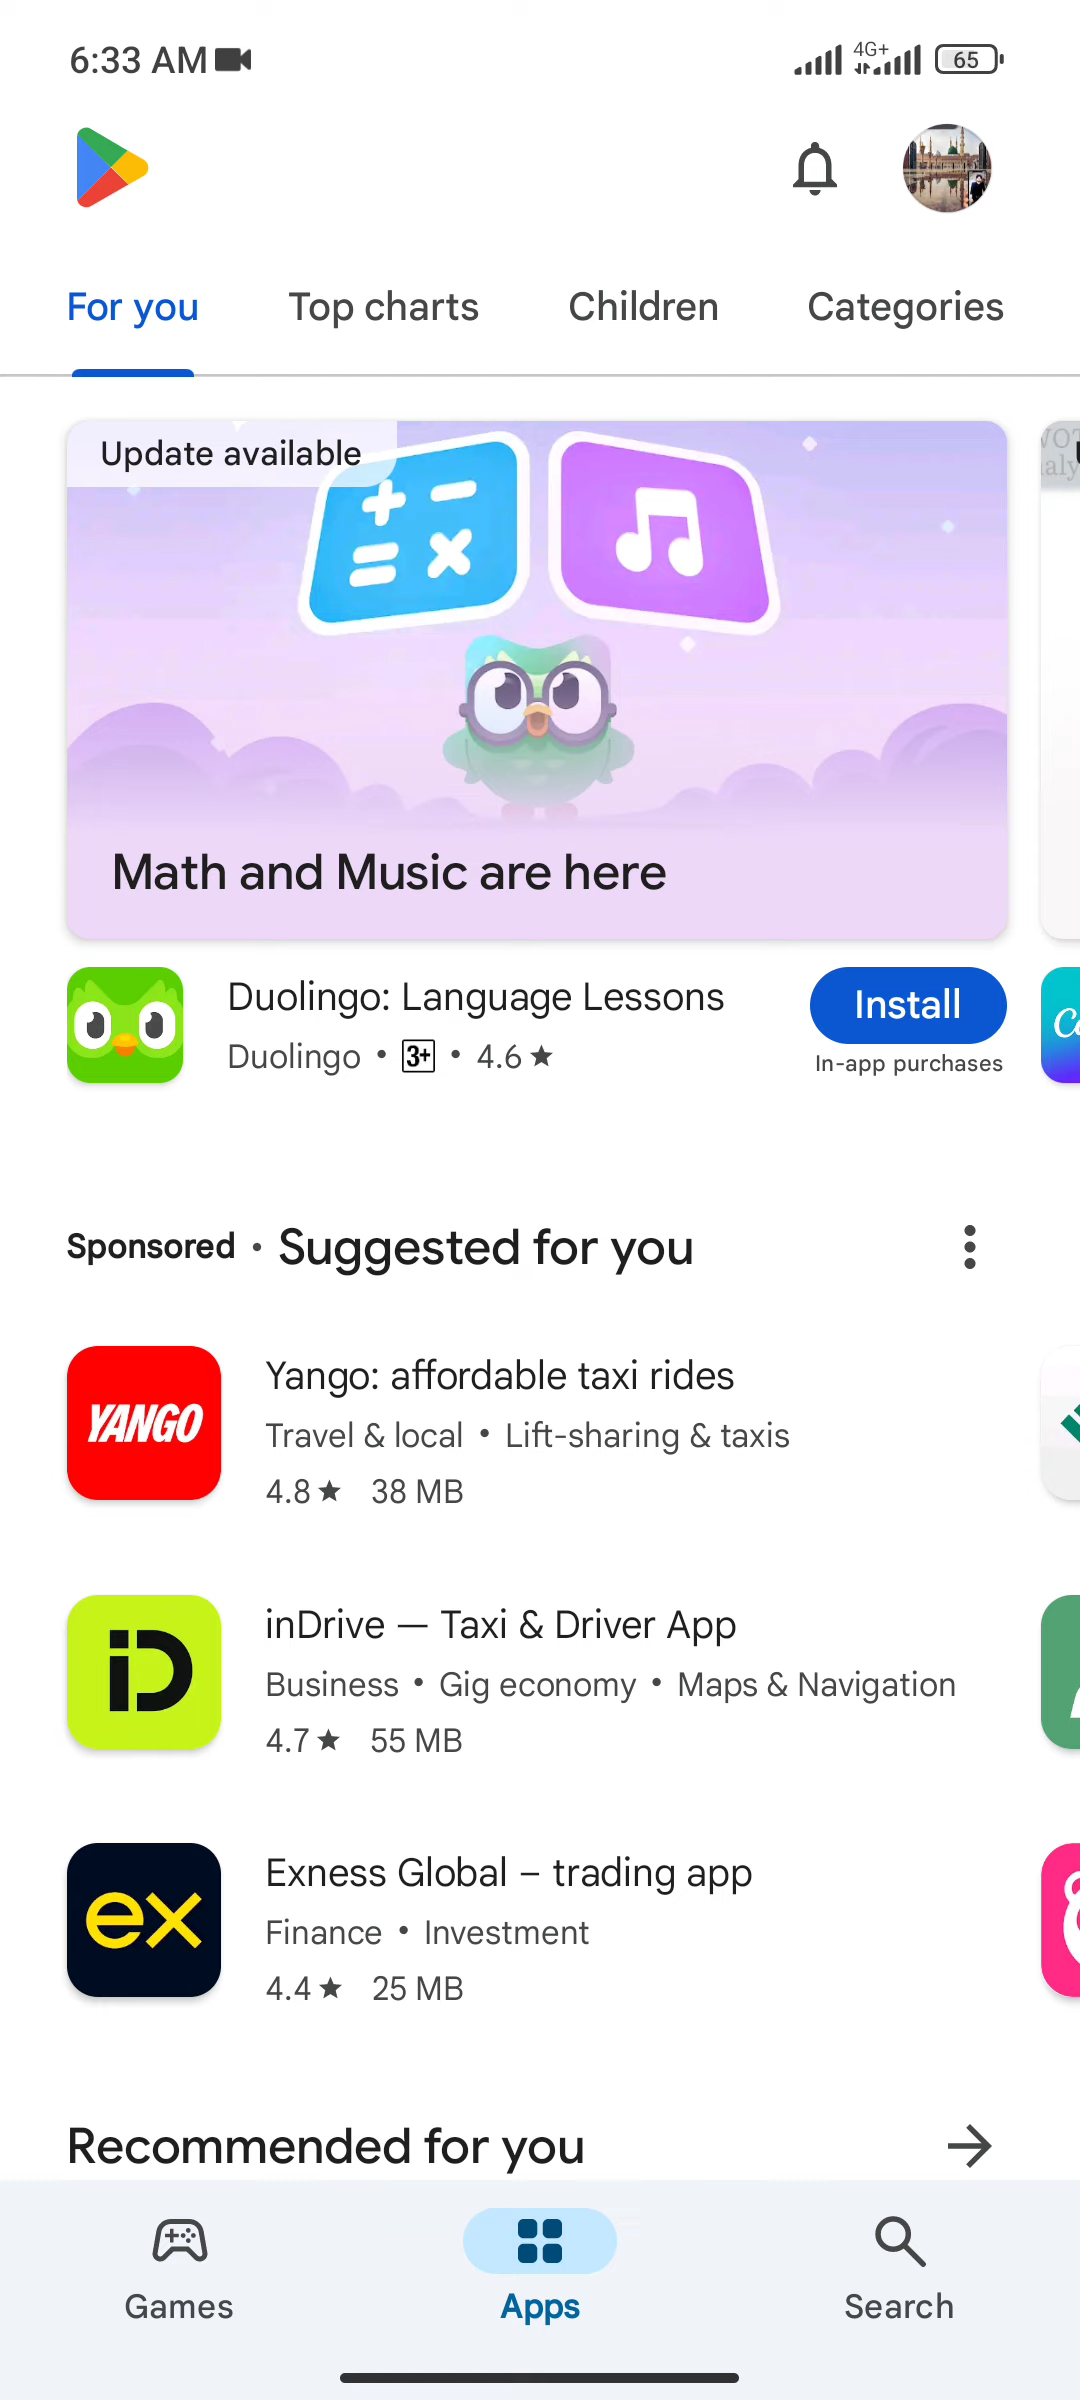 6:33 AM
4G+
65
For you
Top charts
Children
Categories
Update available
Math and Music are here
Duolingo: Language Lessons
Duolingo • 3+ • 4.6 ★
Install
In-app purchases
Sponsored • Suggested for you
YANGO
Yango: affordable taxi rides
Travel & local • Lift-sharing & taxis
4.8 ★ 38 MB
iD
inDrive — Taxi & Driver App
Business • Gig economy • Maps & Navigation
4.7 ★ 55 MB
ex
Exness Global – trading app
Finance • Investment
4.4 ★ 25 MB
Recommended for you
Games
Apps
Search